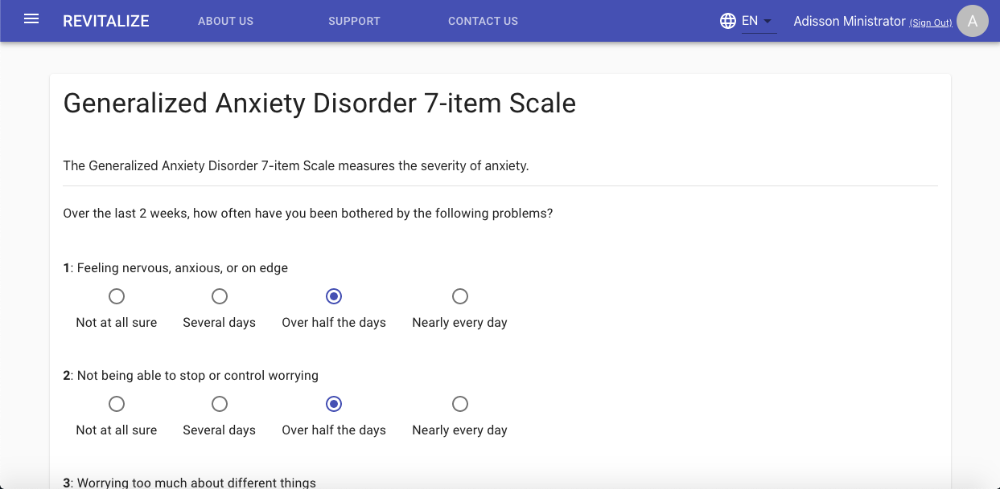 REVITALIZE ABOUT US SUPPORT CONTACT US EN Adisson Ministrator (Sign Out) A
Generalized Anxiety Disorder 7-item Scale
The Generalized Anxiety Disorder 7-item Scale measures the severity of anxiety.
Over the last 2 weeks, how often have you been bothered by the following problems?
1: Feeling nervous, anxious, or on edge
Not at all sure Several days Over half the days Nearly every day
2: Not being able to stop or control worrying
Not at all sure Several days Over half the days Nearly every day
3: Worrying too much about different things